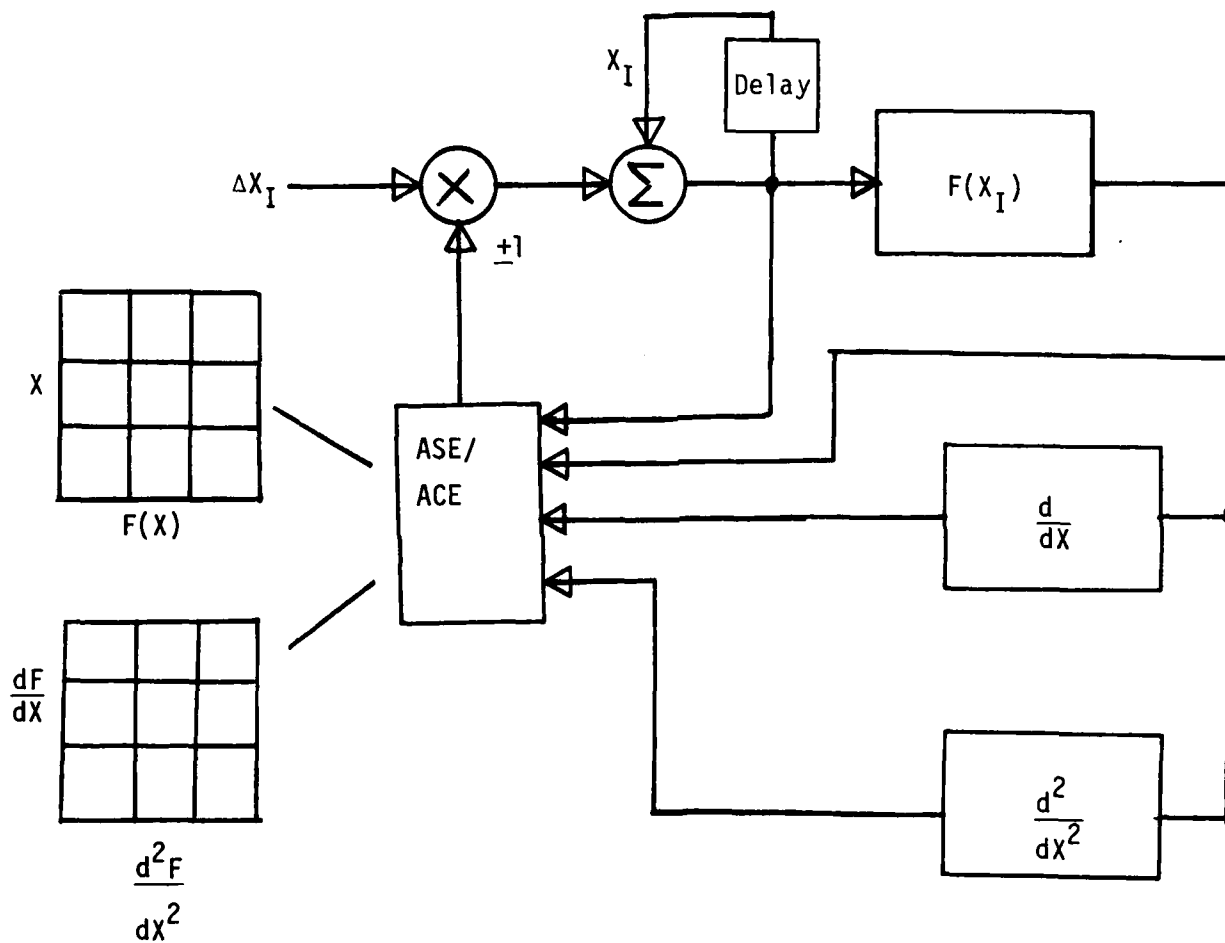 X_I
Delay
ΔX_I
×
Σ
F(X_I)
±1
X
F(X)
ASE/
ACE
d
dX
dF
dX
d^2F
dX^2
d^2
dX^2